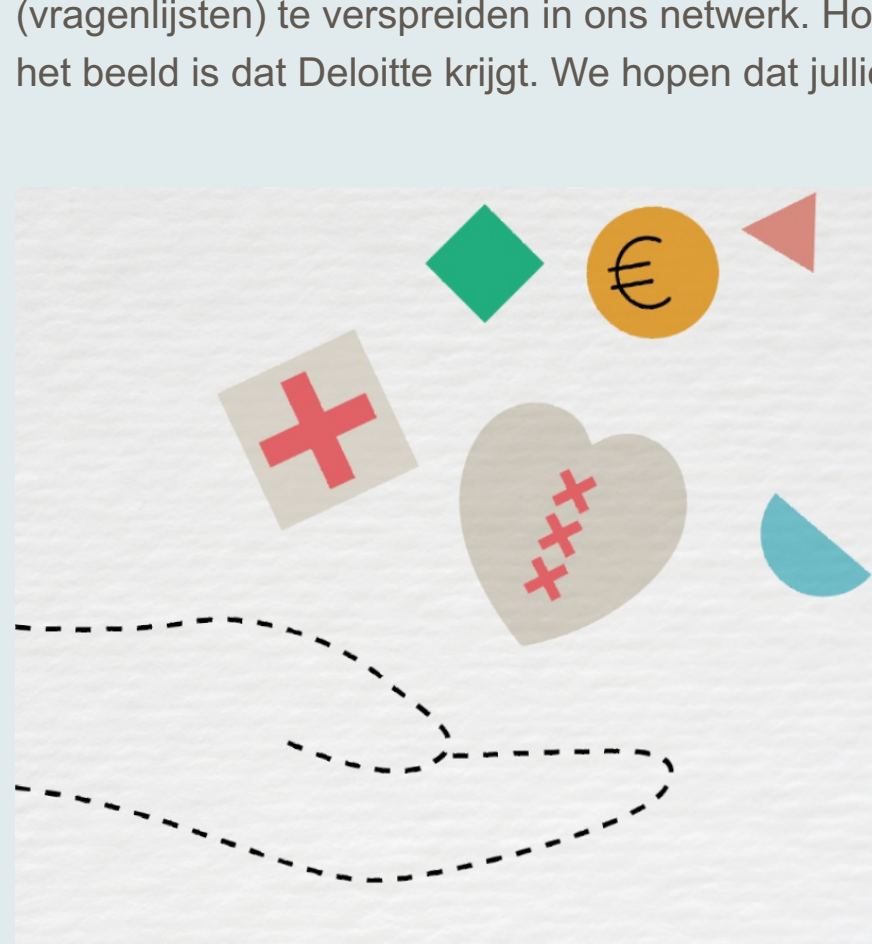 (vragenlijsten) te verspreiden in ons netwerk. Ho
het beeld is dat Deloitte krijgt. We hopen dat jullie
€